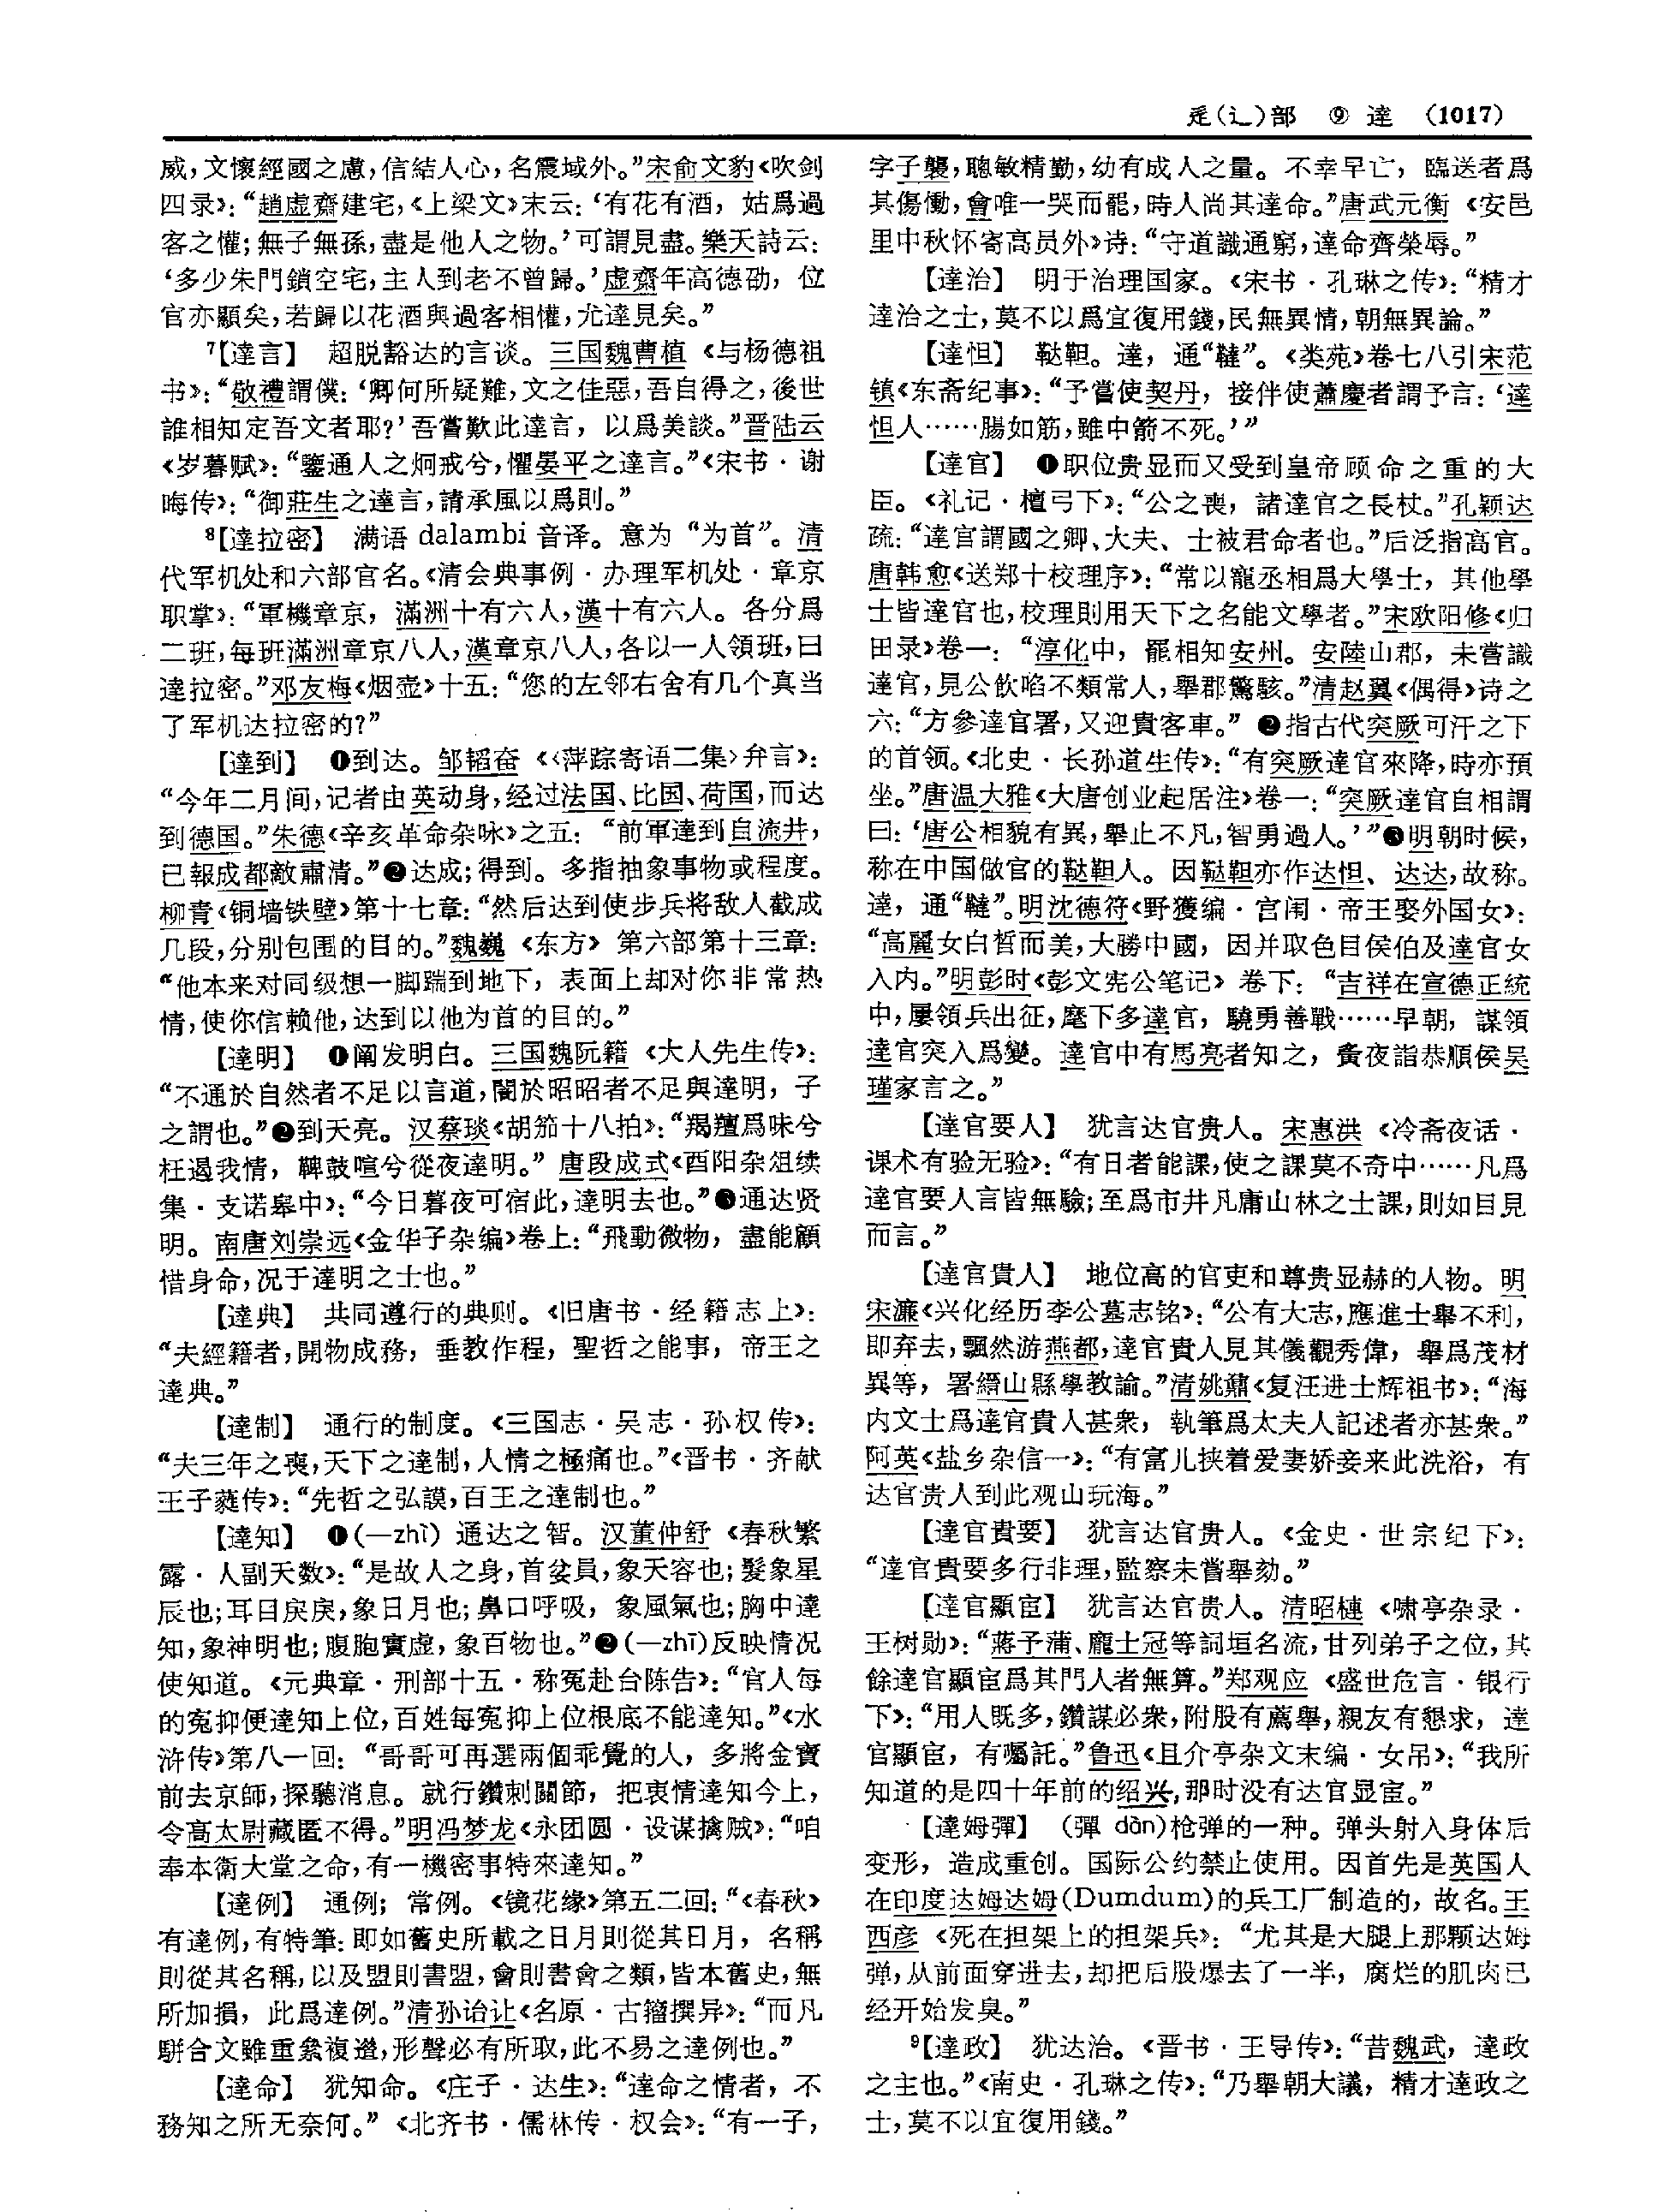 辵(辶)部　⑨　達　(1017)
威，文懷經國之慮，信結人心，名震域外。”宋俞文豹《吹剑
四录》：“趙虚齋建宅，《上梁文》末云：‘有花有酒，姑爲過
客之懽；無子無孫，盡是他人之物。’可謂見盡。樂天詩云：
‘多少朱門鎖空宅，主人到老不曾歸。’虚齋年高德劭，位
官亦顯矣，若歸以花酒與過客相懽，尤達見矣。”
7【達言】　超脱豁达的言谈。三国魏曹植《与杨德祖
书》：“敬禮謂僕：‘卿何所疑難，文之佳惡，吾自得之，後世
誰相知定吾文者耶？’吾嘗歎此達言，以爲美談。”晋陆云
《岁暮赋》：“鑒通人之炯戒兮，懼晏平之達言。”《宋书·谢
晦传》：“御莊生之達言，請承風以爲則。”
8【達拉密】　满语 dalambi 音译。意为“为首”。清
代军机处和六部官名。《清会典事例·办理军机处·章京
职掌》：“軍機章京，滿洲十有六人，漢十有六人。各分爲
二班，每班滿洲章京八人，漢章京八人，各以一人領班，曰
達拉密。”邓友梅《烟壶》十五：“您的左邻右舍有几个真当
了军机达拉密的？”
【達到】　❶到达。邹韬奋《〈萍踪寄语二集〉弁言》：
“今年二月间，记者由英动身，经过法国、比国、荷国，而达
到德国。”朱德《辛亥革命杂咏》之五：“前軍達到自流井，
已報成都敵肅清。”❷达成；得到。多指抽象事物或程度。
柳青《铜墙铁壁》第十七章：“然后达到使步兵将敌人截成
几段，分别包围的目的。”魏巍《东方》第六部第十三章：
“他本来对同级想一脚踹到地下，表面上却对你非常热
情，使你信赖他，达到以他为首的目的。”
【達明】　❶阐发明白。三国魏阮籍《大人先生传》：
“不通於自然者不足以言道，闇於昭昭者不足與達明，子
之謂也。”❷到天亮。汉蔡琰《胡笳十八拍》：“羯羶爲味兮
枉遏我情，鞞鼓喧兮從夜達明。”唐段成式《酉阳杂俎续
集·支诺皋中》：“今日暮夜可宿此，達明去也。”❸通达贤
明。南唐刘崇远《金华子杂编》卷上：“飛動微物，盡能顧
惜身命，况于達明之士也。”
【達典】　共同遵行的典则。《旧唐书·经籍志上》：
“夫經籍者，開物成務，垂教作程，聖哲之能事，帝王之
達典。”
【達制】　通行的制度。《三国志·吴志·孙权传》：
“夫三年之喪，天下之達制，人情之極痛也。”《晋书·齐献
王子蕤传》：“先哲之弘謨，百王之達制也。”
【達知】　❶(—zhì) 通达之智。汉董仲舒《春秋繁
露·人副天数》：“是故人之身，首坌員，象天容也；髮象星
辰也；耳目戾戾，象日月也；鼻口呼吸，象風氣也；胸中達
知，象神明也；腹胞實虚，象百物也。”❷(—zhī)反映情况
使知道。《元典章·刑部十五·称冤赴台陈告》：“官人每
的冤抑便達知上位，百姓每冤抑上位根底不能達知。”《水
浒传》第八一回：“哥哥可再選兩個乖覺的人，多將金寶
前去京師，探聽消息。就行鑽刺關節，把衷情達知今上，
令高太尉藏匿不得。”明冯梦龙《永团圆·设谋擒贼》：“咱
奉本衛大堂之命，有一機密事特來達知。”
【達例】　通例；常例。《镜花缘》第五二回：“《春秋》
有達例，有特筆：即如舊史所載之日月則從其日月，名稱
則從其名稱，以及盟則書盟，會則書會之類，皆本舊史，無
所加損，此爲達例。”清孙诒让《名原·古籀撰异》：“而凡
駢合文雖重絫複遝，形聲必有所取，此不易之達例也。”
【達命】　犹知命。《庄子·达生》：“達命之情者，不
務知之所无奈何。”《北齐书·儒林传·权会》：“有一子，
字子襲，聰敏精勤，幼有成人之量。不幸早亡，臨送者爲
其傷慟，會唯一哭而罷，時人尚其達命。”唐武元衡《安邑
里中秋怀寄高员外》诗：“守道識通窮，達命齊榮辱。”
【達治】　明于治理国家。《宋书·孔琳之传》：“精才
達治之士，莫不以爲宜復用錢，民無異情，朝無異論。”
【達怛】　鞑靼。達，通“韃”。《类苑》卷七八引宋范
镇《东斋纪事》：“予嘗使契丹，接伴使蕭慶者謂予言：‘達
怛人……腸如筋，雖中箭不死。’”
【達官】　❶职位贵显而又受到皇帝顾命之重的大
臣。《礼记·檀弓下》：“公之喪，諸達官之長杖。”孔颖达
疏：“達官謂國之卿、大夫、士被君命者也。”后泛指高官。
唐韩愈《送郑十校理序》：“常以寵丞相爲大學士，其他學
士皆達官也，校理則用天下之名能文學者。”宋欧阳修《归
田录》卷一：“淳化中，罷相知安州。安陸山郡，未嘗識
達官，見公飲啗不類常人，舉郡驚駭。”清赵翼《偶得》诗之
六：“方參達官署，又迎貴客車。”❷指古代突厥可汗之下
的首领。《北史·长孙道生传》：“有突厥達官來降，時亦預
坐。”唐温大雅《大唐创业起居注》卷一：“突厥達官自相謂
曰：‘唐公相貌有異，舉止不凡，智勇過人。’”❸明朝时候，
称在中国做官的鞑靼人。因鞑靼亦作达怛、达达，故称。
達，通“韃”。明沈德符《野獲编·宫闱·帝王娶外国女》：
“高麗女白皙而美，大勝中國，因并取色目侯伯及達官女
入内。”明彭时《彭文宪公笔记》卷下：“吉祥在宣德正統
中，屢領兵出征，麾下多達官，驍勇善戰……早朝，謀領
達官突入爲變。達官中有馬亮者知之，夤夜詣恭順侯吴
瑾家言之。”
【達官要人】　犹言达官贵人。宋惠洪《冷斋夜话·
课术有验无验》：“有日者能課，使之課莫不奇中……凡爲
達官要人言皆無驗；至爲市井凡庸山林之士課，則如目見
而言。”
【達官貴人】　地位高的官吏和尊贵显赫的人物。明
宋濂《兴化经历李公墓志铭》：“公有大志，應進士舉不利，
即弃去，飄然游燕都，達官貴人見其儀觀秀偉，舉爲茂材
異等，署縉山縣學教諭。”清姚鼐《复汪进士辉祖书》：“海
内文士爲達官貴人甚衆，執筆爲太夫人記述者亦甚衆。”
阿英《盐乡杂信一》：“有富儿挟着爱妻娇妾来此洗浴，有
达官贵人到此观山玩海。”
【達官貴要】　犹言达官贵人。《金史·世宗纪下》：
“達官貴要多行非理，監察未嘗舉劾。”
【達官顯宦】　犹言达官贵人。清昭梿《啸亭杂录·
王树勋》：“蔣予蒲、龐士冠等詞垣名流，甘列弟子之位，其
餘達官顯宦爲其門人者無算。”郑观应《盛世危言·银行
下》：“用人既多，鑽謀必衆，附股有薦舉，親友有懇求，達
官顯宦，有囑託。”鲁迅《且介亭杂文末编·女吊》：“我所
知道的是四十年前的绍兴，那时没有达官显宦。”
【達姆彈】　(彈 dàn)枪弹的一种。弹头射入身体后
变形，造成重创。国际公约禁止使用。因首先是英国人
在印度达姆达姆(Dumdum)的兵工厂制造的，故名。王
西彦《死在担架上的担架兵》：“尤其是大腿上那颗达姆
弹，从前面穿进去，却把后股爆去了一半，腐烂的肌肉已
经开始发臭。”
9【達政】　犹达治。《晋书·王导传》：“昔魏武，達政
之主也。”《南史·孔琳之传》：“乃舉朝大議，精才達政之
士，莫不以宜復用錢。”